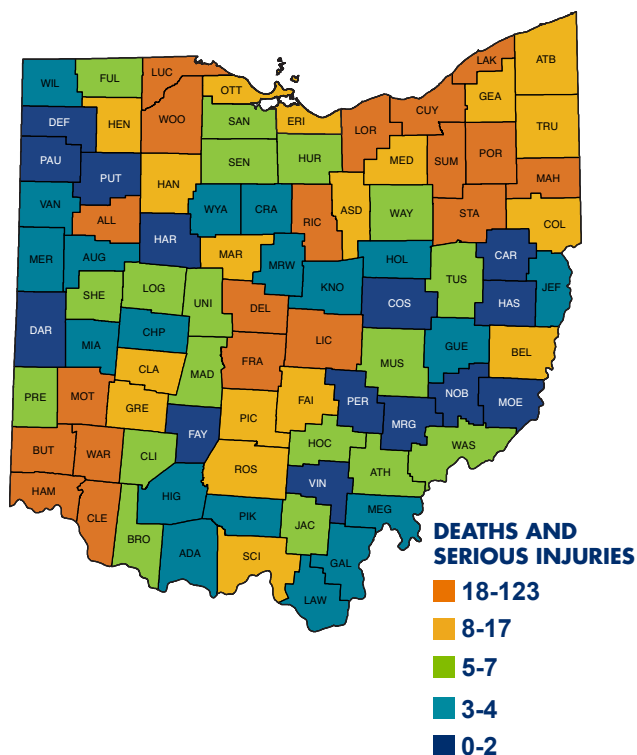 LAK
ATB
WIL
FUL
LUC
OTT
GEA
DEF
HEN
WOO
SAN
ERI
LOR
CUY
TRU
PAU
PUT
SEN
HUR
MED
SUM
POR
MAH
HAN
VAN
ALL
WYA
CRA
RIC
ASD
WAY
STA
COL
HAR
MAR
MER
AUG
MRW
HOL
CAR
KNO
TUS
JEF
SHE
LOG
UNI
DEL
COS
HAS
DAR
MIA
CHP
LIC
GUE
BEL
CLA
MAD
FRA
MUS
PRE
MOT
GRE
PIC
FAI
PER
NOB
MOE
MRG
FAY
BUT
WAR
CLI
HOC
WAS
ROS
ATH
HAM
HIG
VIN
CLE
PIK
MEG
BRO
JAC
ADA
SCI
GAL
LAW
DEATHS AND
SERIOUS INJURIES
18-123
8-17
5-7
3-4
0-2